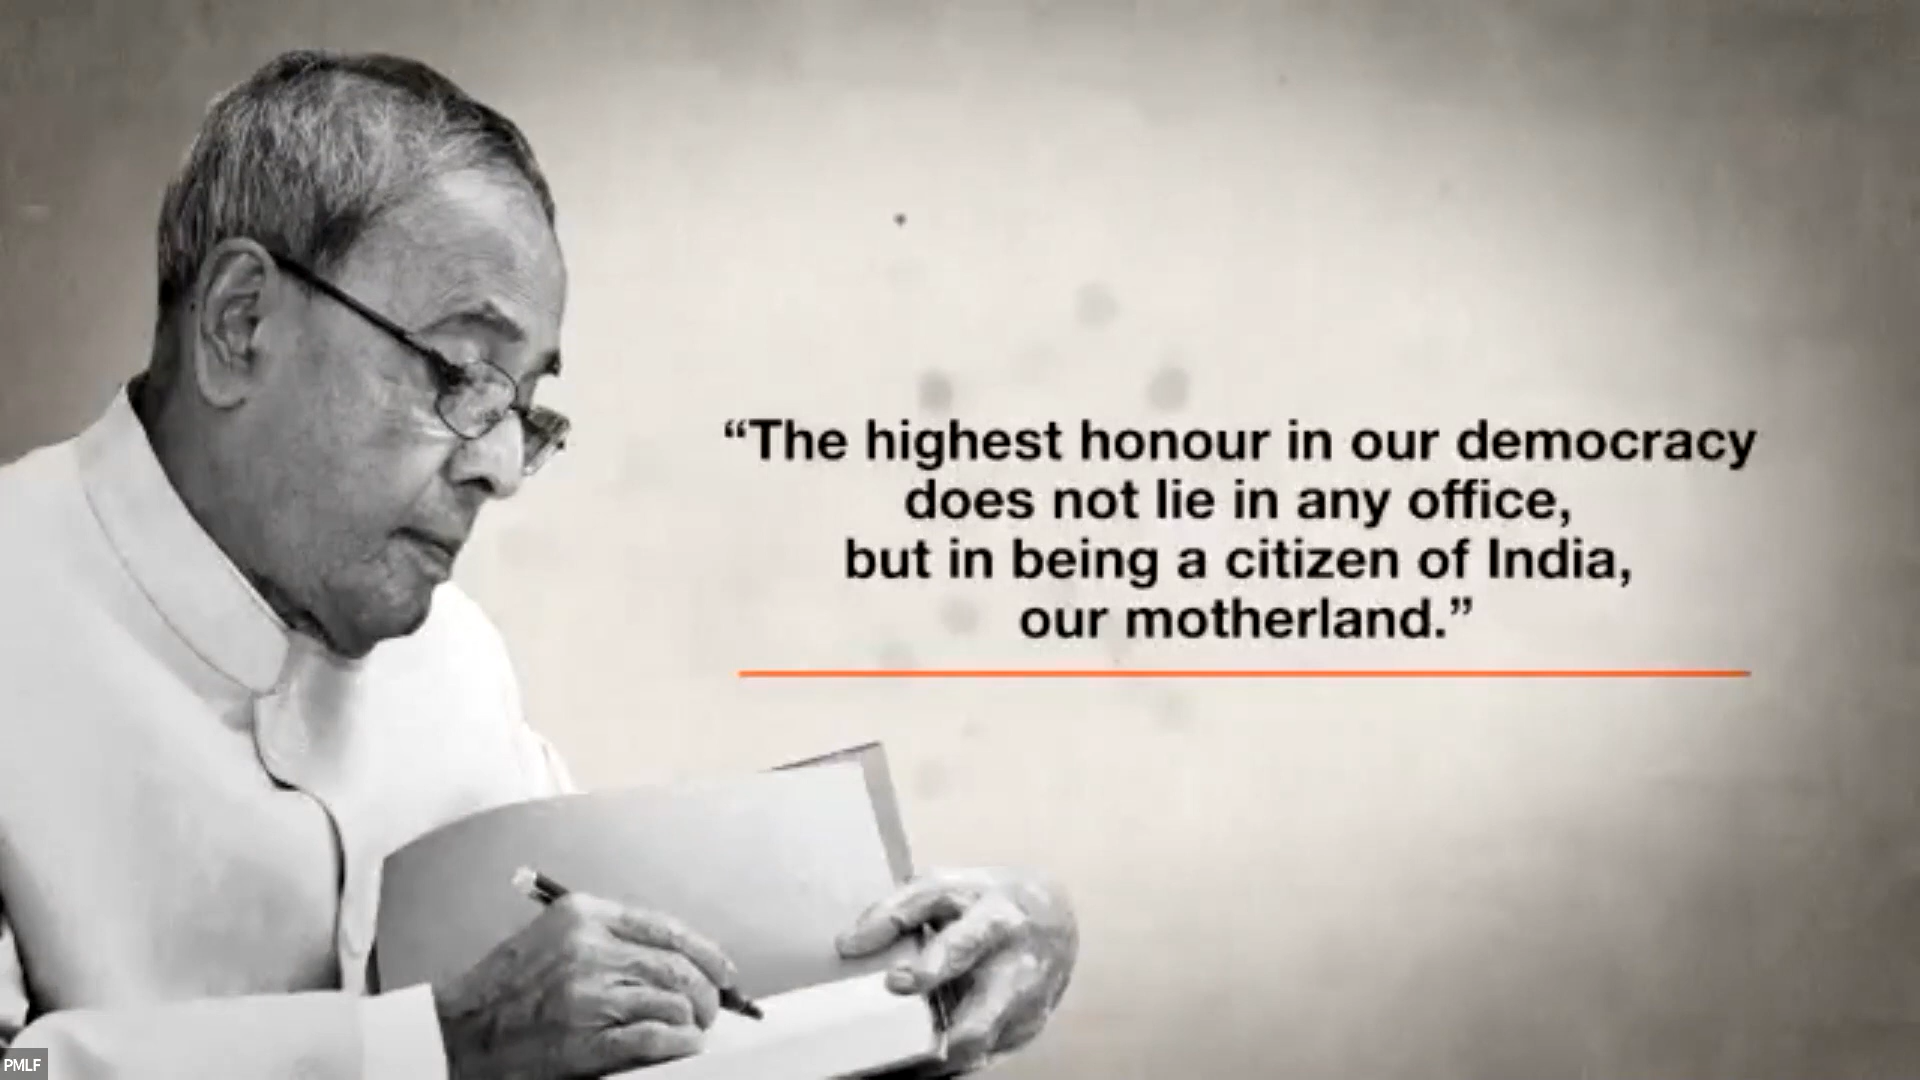 “The highest honour in our democracy
does not lie in any office,
but in being a citizen of India,
our motherland.”
PMLF